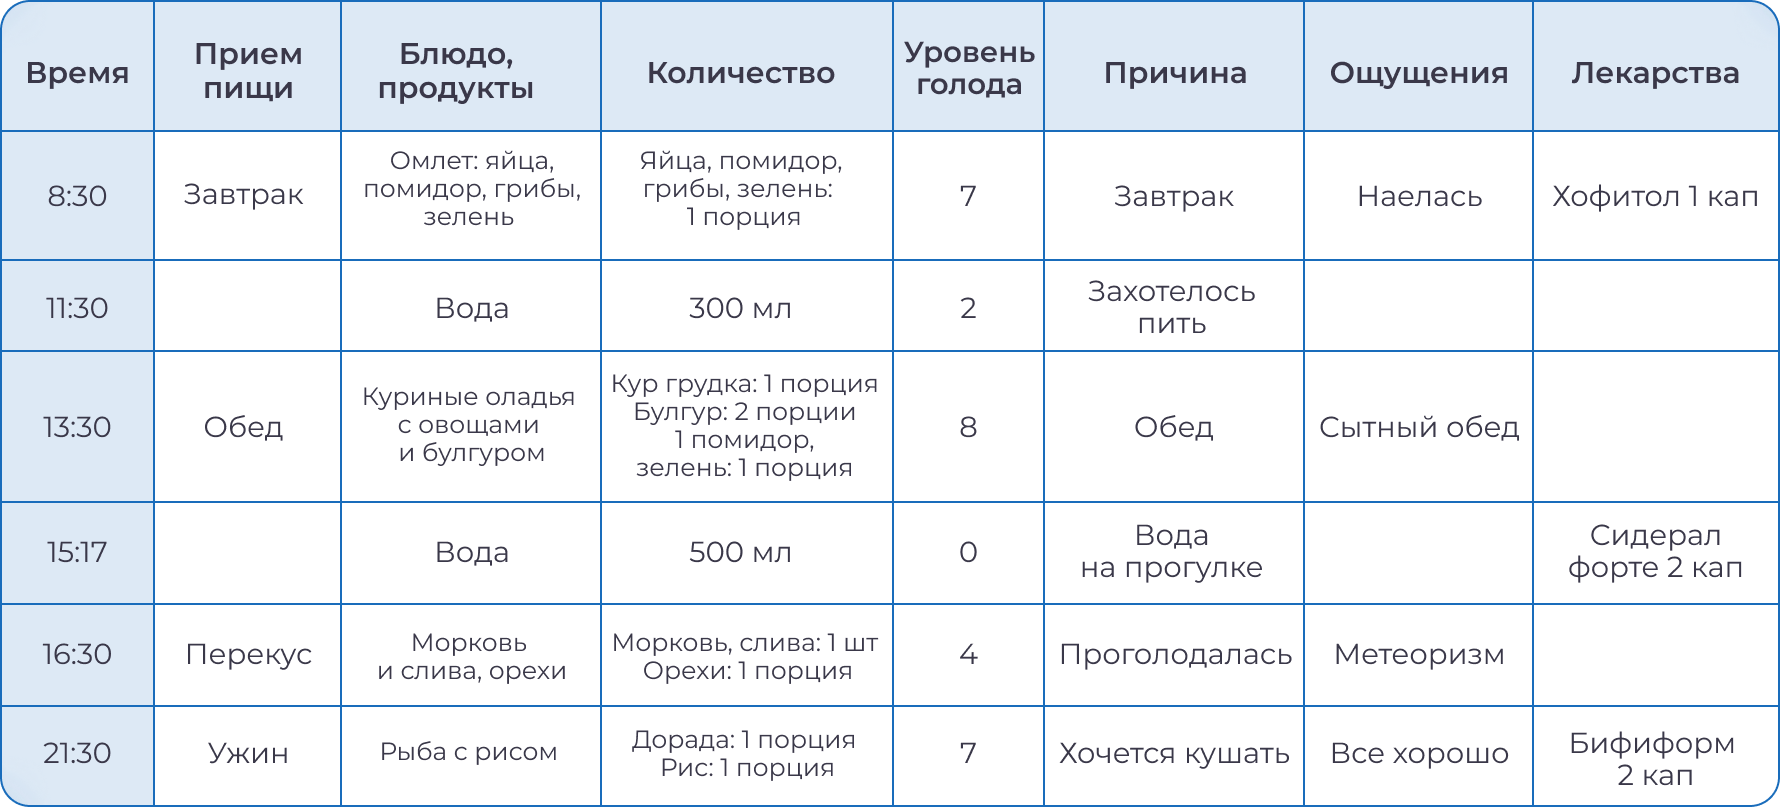 Время
Прием
пищи
Блюдо,
продукты
Количество
Уровень
голода
Причина
Ощущения
Лекарства
8:30
Завтрак
Омлет: яйца,
помидор, грибы,
зелень
Яйца, помидор,
грибы, зелень:
1 порция
7
Завтрак
Наелась
Хофитол 1 кап
11:30
Вода
300 мл
2
Захотелось
пить
13:30
Обед
Куриные оладья
с овощами
и булгуром
Кур грудка: 1 порция
Булгур: 2 порции
1 помидор,
зелень: 1 порция
8
Обед
Сытный обед
15:17
Вода
500 мл
0
Вода
на прогулке
Сидерал
форте 2 кап
16:30
Перекус
Морковь
и слива, орехи
Морковь, слива: 1 шт
Орехи: 1 порция
4
Проголодалась
Метеоризм
21:30
Ужин
Рыба с рисом
Дорада: 1 порция
Рис: 1 порция
7
Хочется кушать
Все хорошо
Бифиформ
2 кап